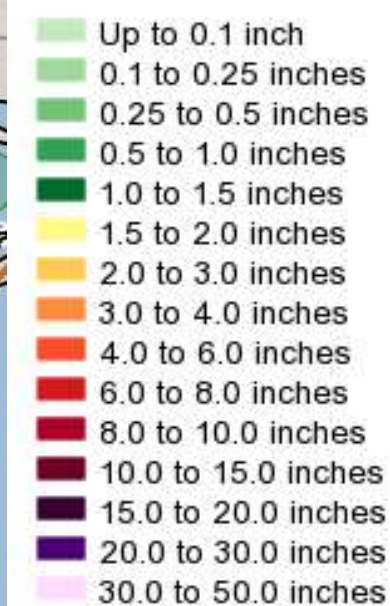 Up to 0.1 inch
0.1 to 0.25 inches
0.25 to 0.5 inches
0.5 to 1.0 inches
1.0 to 1.5 inches
1.5 to 2.0 inches
2.0 to 3.0 inches
3.0 to 4.0 inches
4.0 to 6.0 inches
6.0 to 8.0 inches
8.0 to 10.0 inches
10.0 to 15.0 inches
15.0 to 20.0 inches
20.0 to 30.0 inches
30.0 to 50.0 inches